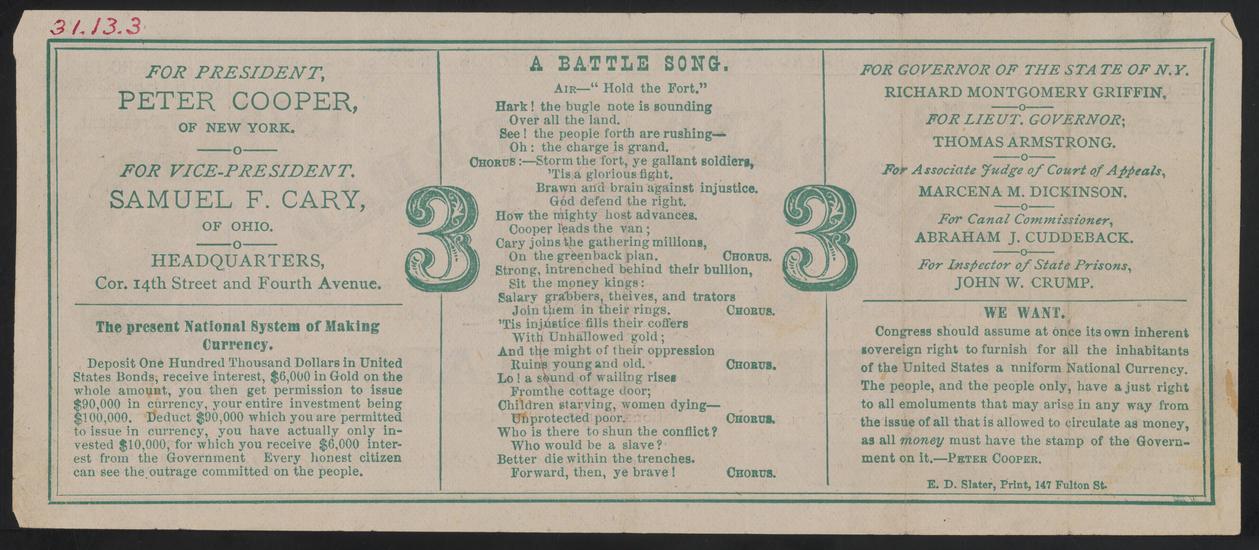 31.13.3
FOR PRESIDENT,
PETER COOPER,
OF NEW YORK.
FOR VICE-PRESIDENT.
SAMUEL F. CARY,
OF OHIO.
HEADQUARTERS,
Cor. 14th Street and Fourth Avenue.
The present National System of Making
Currency.
Deposit One Hundred Thousand Dollars in United
States Bonds, receive interest, $6,000 in Gold on the
whole amount, you then get permission to issue
$90,000 in currency, your entire investment being
$100,000. Deduct $90,000 which you are permitted
to issue in currency, you have actually only in-
vested $10,000, for which you receive $6,000 inter-
est from the Government Every honest citizen
can see the outrage committed on the people.
3
A BATTLE SONG.
AIR—“ Hold the Fort.”
Hark! the bugle note is sounding
Over all the land.
See! the people forth are rushing—
Oh: the charge is grand.
CHORUS:—Storm the fort, ye gallant soldiers,
'Tis a glorious fight.
Brawn and brain against injustice.
God defend the right.
How the mighty host advances.
Cooper leads the van;
Cary joins the gathering millions,
On the greenback plan. CHORUS.
Strong, intrenched behind their bullion,
Sit the money kings:
Salary grabbers, theives, and trators
Join them in their rings. CHORUS.
'Tis injustice fills their coffers
With Unhallowed gold;
And the might of their oppression
Ruins young and old. CHORUS.
Lo! a sound of wailing rises
From the cottage door;
Children starving, women dying—
Unprotected poor. CHORUS.
Who is there to shun the conflict?
Who would be a slave?
Better die within the trenches.
Forward, then, ye brave! CHORUS.
3
FOR GOVERNOR OF THE STATE OF N.Y.
RICHARD MONTGOMERY GRIFFIN,
FOR LIEUT. GOVERNOR;
THOMAS ARMSTRONG.
For Associate Judge of Court of Appeals,
MARCENA M. DICKINSON.
For Canal Commissioner,
ABRAHAM J. CUDDEBACK.
For Inspector of State Prisons,
JOHN W. CRUMP.
WE WANT.
Congress should assume at once its own inherent
sovereign right to furnish for all the inhabitants
of the United States a nniform National Currency.
The people, and the people only, have a just right
to all emoluments that may arise in any way from
the issue of all that is allowed to circulate as money,
as all money must have the stamp of the Govern-
ment on it.—PETER COOPER.
E. D. Slater, Print, 147 Fulton St.